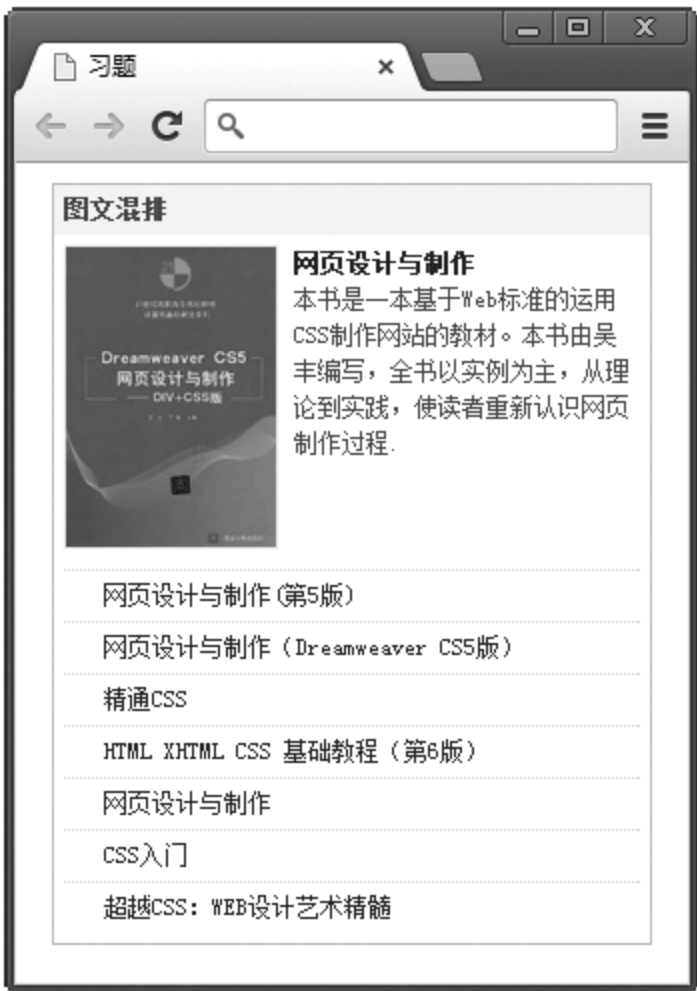 习题
图文混排
Dreamweaver CS5
网页设计与制作
—— DIV+CSS版
网页设计与制作
本书是一本基于Web标准的运用
CSS制作网站的教材。本书由吴
丰编写，全书以实例为主，从理
论到实践，使读者重新认识网页
制作过程.
网页设计与制作(第5版)
网页设计与制作（Dreamweaver CS5版）
精通CSS
HTML XHTML CSS 基础教程（第6版）
网页设计与制作
CSS入门
超越CSS: WEB设计艺术精髓